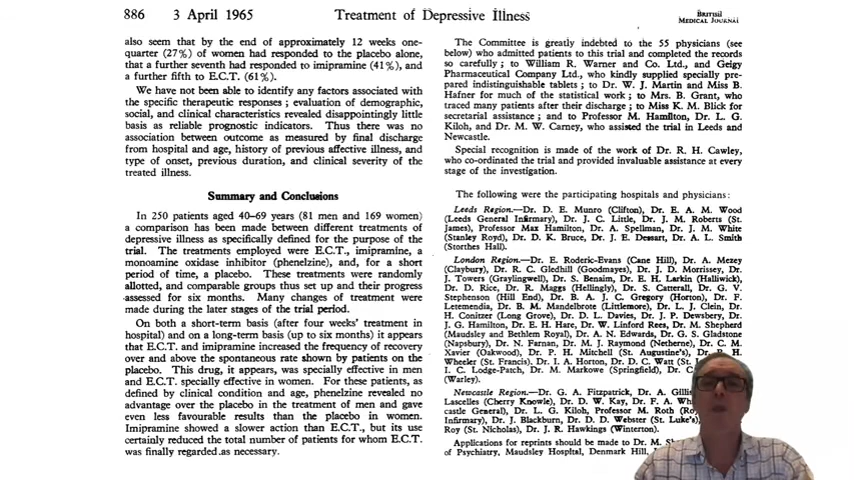 886 3 April 1965 Treatment of Depressive Illness BRITISH
MEDICAL JOURNAL
also seem that by the end of approximately 12 weeks one-
quarter (27%) of women had responded to the placebo alone,
that a further seventh had responded to imipramine (41%), and
a further fifth to E.C.T. (61%).
We have not been able to identify any factors associated with
the specific therapeutic responses ; evaluation of demographic,
social, and clinical characteristics revealed disappointingly little
basis as reliable prognostic indicators. Thus there was no
association between outcome as measured by final discharge
from hospital and age, history of previous affective illness, and
type of onset, previous duration, and clinical severity of the
treated illness.
Summary and Conclusions
In 250 patients aged 40–69 years (81 men and 169 women)
a comparison has been made between different treatments of
depressive illness as specifically defined for the purpose of the
trial. The treatments employed were E.C.T., imipramine, a
monoamine oxidase inhibitor (phenelzine), and, for a short
period of time, a placebo. These treatments were randomly
allotted, and comparable groups thus set up and their progress
assessed for six months. Many changes of treatment were
made during the later stages of the trial period.
On both a short-term basis (after four weeks' treatment in
hospital) and on a long-term basis (up to six months) it appears
that E.C.T. and imipramine increased the frequency of recovery
over and above the spontaneous rate shown by patients on the
placebo. This drug, it appears, was specially effective in men
and E.C.T. specially effective in women. For these patients, as
defined by clinical condition and age, phenelzine revealed no
advantage over the placebo in the treatment of men and gave
even less favourable results than the placebo in women.
Imipramine showed a slower action than E.C.T., but its use
certainly reduced the total number of patients for whom E.C.T.
was finally regarded as necessary.
The Committee is greatly indebted to the 55 physicians (see
below) who admitted patients to this trial and completed the records
so carefully ; to William R. Warner and Co. Ltd., and Geigy
Pharmaceutical Company Ltd., who kindly supplied specially pre-
pared indistinguishable tablets ; to Dr. W. J. Martin and Miss B.
Hafner for much of the statistical work ; to Mrs. B. Grant, who
traced many patients after their discharge ; to Miss K. M. Blick for
secretarial assistance ; and to Professor M. Hamilton, Dr. L. G.
Kiloh, and Dr. M. W. Carney, who assisted the trial in Leeds and
Newcastle.
Special recognition is made of the work of Dr. R. H. Cawley,
who co-ordinated the trial and provided invaluable assistance at every
stage of the investigation.
The following were the participating hospitals and physicians :
Leeds Region.—Dr. D. E. Munro (Clifton), Dr. E. A. M. Wood
(Leeds General Infirmary), Dr. J. C. Little, Dr. J. M. Roberts (St.
James), Professor Max Hamilton, Dr. A. Spellman, Dr. J. M. White
(Stanley Royd), Dr. D. K. Bruce, Dr. J. E. Dessart, Dr. A. L. Smith
(Storthes Hall).
London Region.—Dr. E. Roderic-Evans (Cane Hill), Dr. A. Mezey
(Claybury), Dr. R. C. Gledhill (Goodmayes), Dr. J. D. Morrissey, Dr.
J. Towers (Graylingwell), Dr. S. Benaim, Dr. E. H. Larkin (Halliwick),
Dr. D. Rice, Dr. R. Maggs (Hellingly), Dr. S. Catterall, Dr. G. V.
Stephenson (Hill End), Dr. B. A. J. C. Gregory (Horton), Dr. F.
Letemendia, Dr. B. M. Mandelbrote (Littlemore), Dr. L. J. Clein, Dr.
H. Conitzer (Long Grove), Dr. D. L. Davies, Dr. J. P. Dewsbery, Dr.
J. G. Hamilton, Dr. E. H. Hare, Dr. W. Linford Rees, Dr. M. Shepherd
(Maudsley and Bethlem Royal), Dr. A. N. Edwards, Dr. G. S. Gladstone
(Napsbury), Dr. N. Farnan, Dr. M. J. Raymond (Netherne), Dr. C. M.
Xavier (Oakwood), Dr. P. H. Mitchell (St. Augustine's), Dr. R. H.
Wheeler (St. Francis), Dr. I. A. Horton, Dr. D. C. Watt (St.
I. C. Lodge-Patch, Dr. M. Markowe (Springfield), Dr. C.
(Warley).
Newcastle Region.—Dr. G. A. Fitzpatrick, Dr. A.
Lascelles (Cherry Knowle), Dr. D. W. Kay, Dr. F. A.
castle General), Dr. L. G. Kiloh, Professor M. Roth
Infirmary), Dr. J. Blackburn, Dr. D. D. Webster (St. Luke's),
Roy (St. Nicholas), Dr. J. R. Hawkings (Winterton).
Applications for reprints should be made to Dr. M.
of Psychiatry, Maudsley Hospital, Denmark Hill,